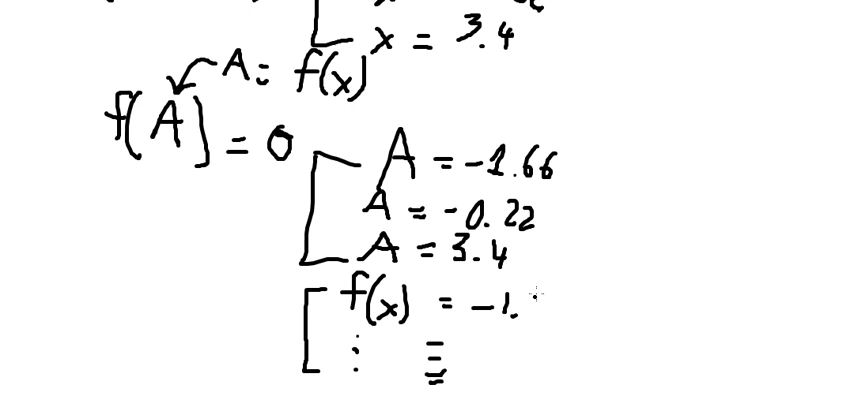 x = 3.4
A = f(x)
f(A) = 0
A = -1.66
A = -0.22
A = 3.4
f(x) = -1.
⋮ =